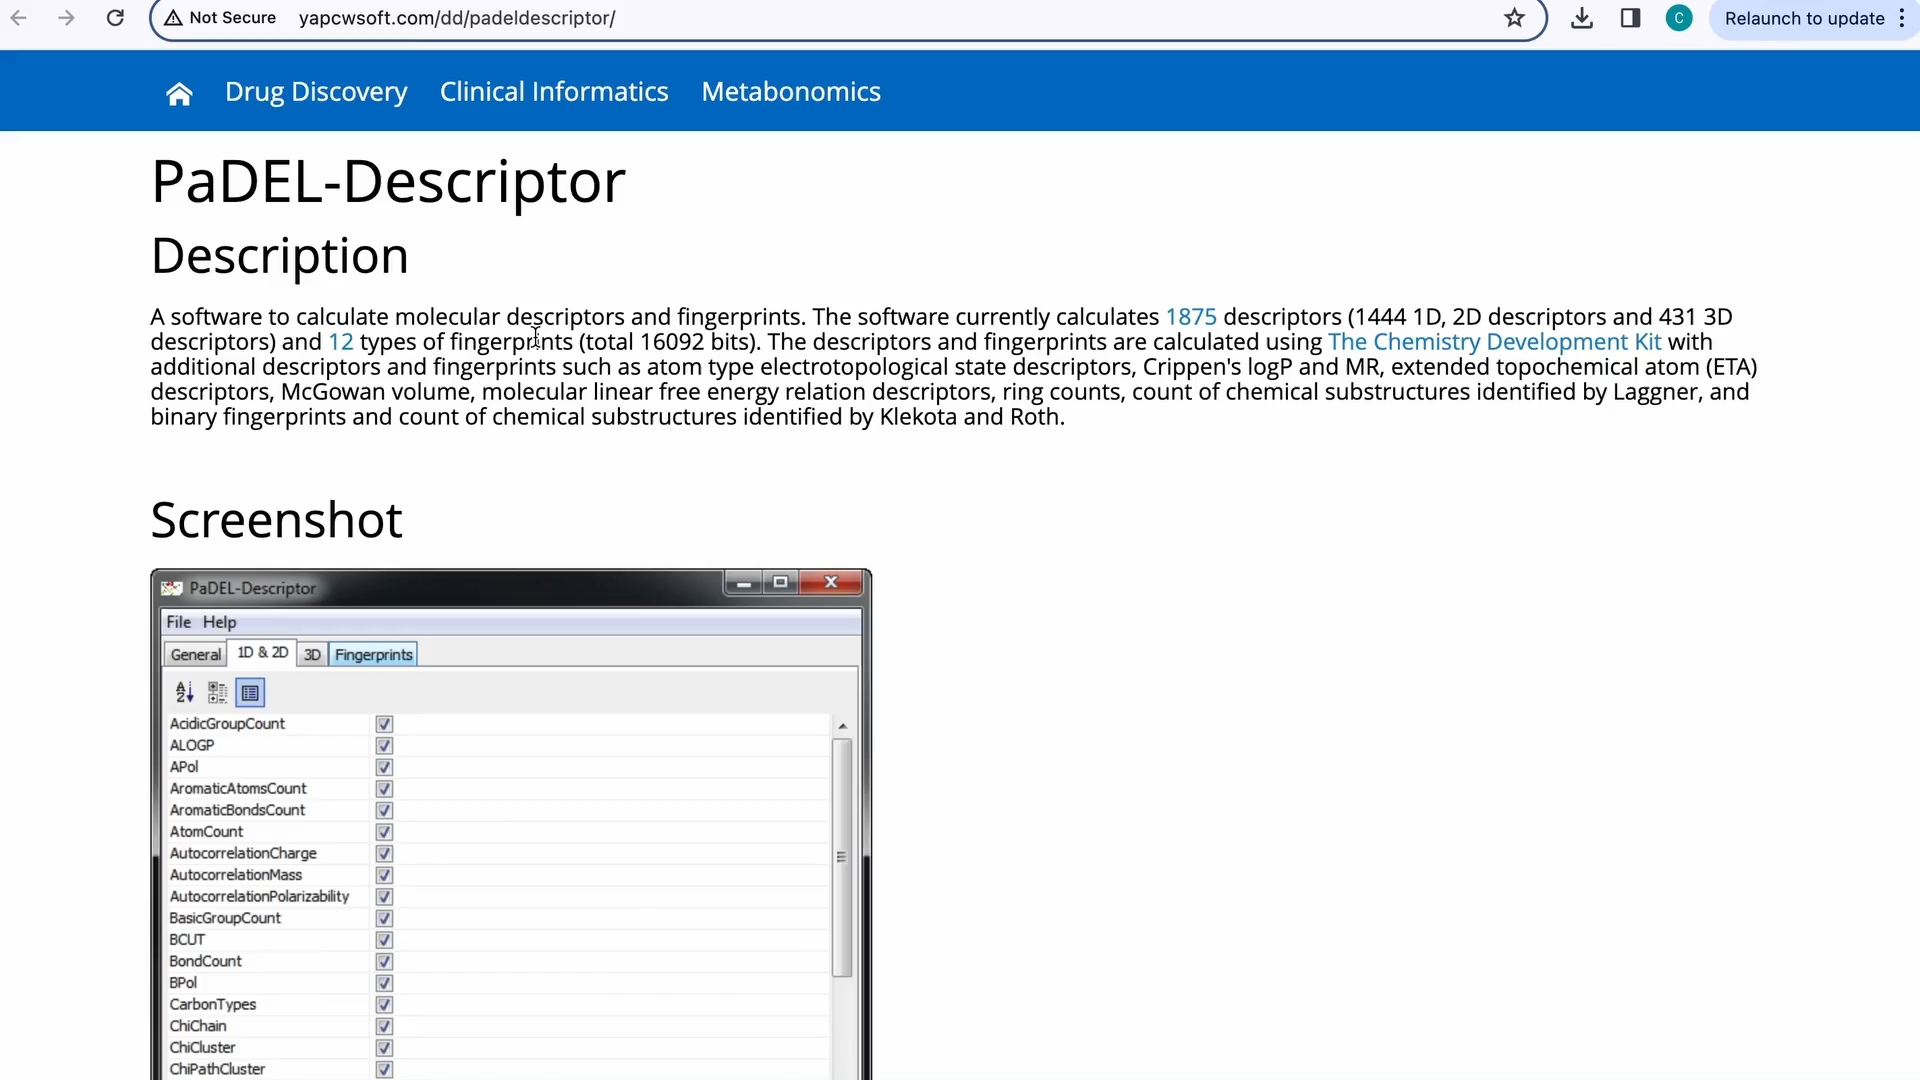 Not Secure yapcwsoft.com/dd/padeldescriptor/ C Relaunch to update
Drug Discovery Clinical Informatics Metabonomics
PaDEL-Descriptor
Description
A software to calculate molecular descriptors and fingerprints. The software currently calculates 1875 descriptors (1444 1D, 2D descriptors and 431 3D
descriptors) and 12 types of fingerprints (total 16092 bits). The descriptors and fingerprints are calculated using The Chemistry Development Kit with
additional descriptors and fingerprints such as atom type electrotopological state descriptors, Crippen's logP and MR, extended topochemical atom (ETA)
descriptors, McGowan volume, molecular linear free energy relation descriptors, ring counts, count of chemical substructures identified by Laggner, and
binary fingerprints and count of chemical substructures identified by Klekota and Roth.
Screenshot
PaDEL-Descriptor
File Help
General 1D & 2D 3D Fingerprints
AcidicGroupCount
ALOGP
APol
AromaticAtomsCount
AromaticBondsCount
AtomCount
AutocorrelationCharge
AutocorrelationMass
AutocorrelationPolarizability
BasicGroupCount
BCUT
BondCount
BPol
CarbonTypes
ChiChain
ChiCluster
ChiPathCluster